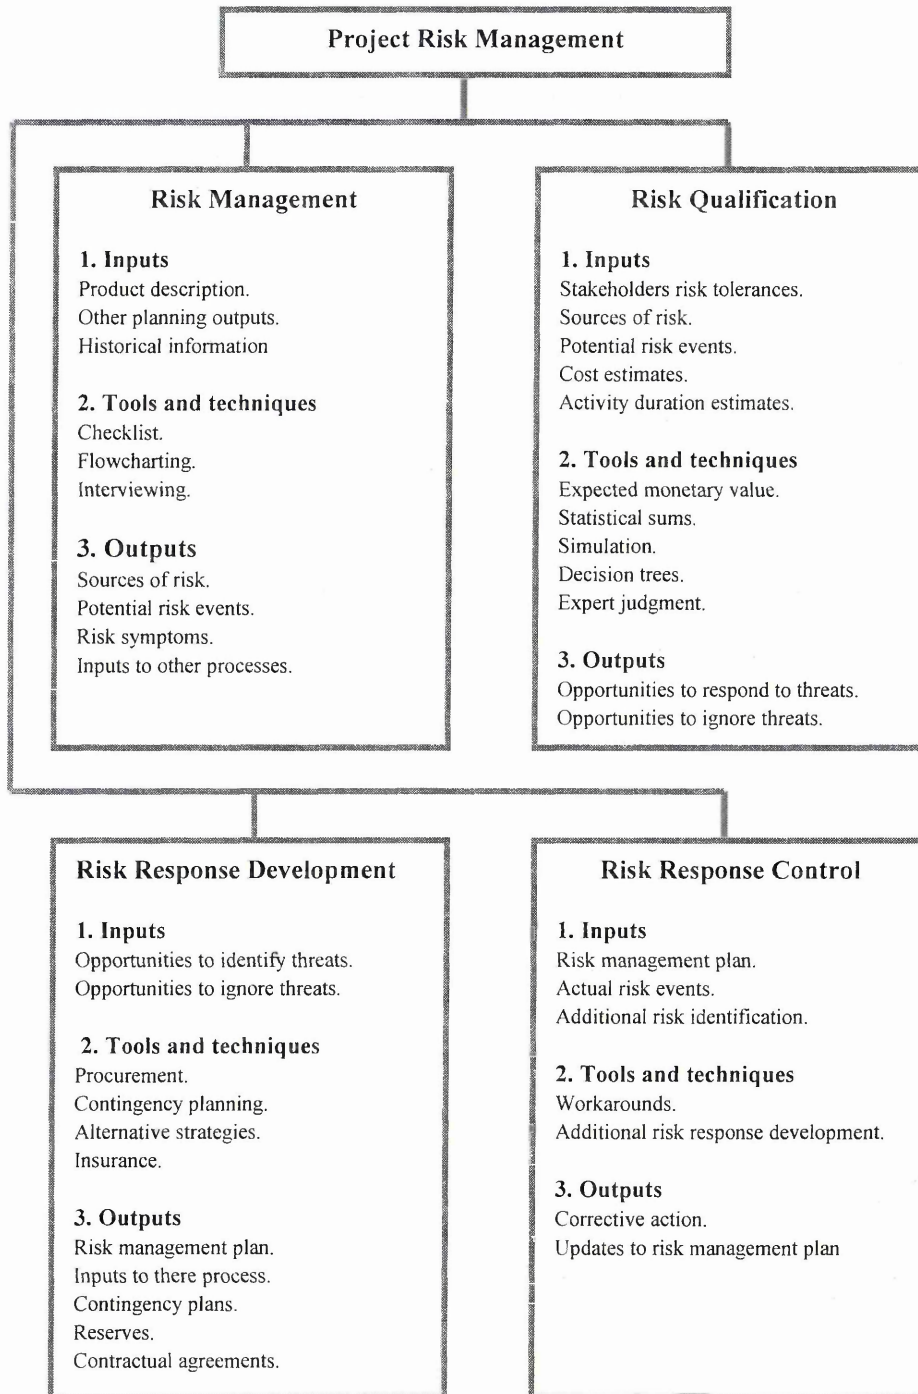 Project Risk Management
Risk Management
1. Inputs
Product description.
Other planning outputs.
Historical information
2. Tools and techniques
Checklist.
Flowcharting.
Interviewing.
3. Outputs
Sources of risk.
Potential risk events.
Risk symptoms.
Inputs to other processes.
Risk Qualification
1. Inputs
Stakeholders risk tolerances.
Sources of risk.
Potential risk events.
Cost estimates.
Activity duration estimates.
2. Tools and techniques
Expected monetary value.
Statistical sums.
Simulation.
Decision trees.
Expert judgment.
3. Outputs
Opportunities to respond to threats.
Opportunities to ignore threats.
Risk Response Development
1. Inputs
Opportunities to identify threats.
Opportunities to ignore threats.
2. Tools and techniques
Procurement.
Contingency planning.
Alternative strategies.
Insurance.
3. Outputs
Risk management plan.
Inputs to there process.
Contingency plans.
Reserves.
Contractual agreements.
Risk Response Control
1. Inputs
Risk management plan.
Actual risk events.
Additional risk identification.
2. Tools and techniques
Workarounds.
Additional risk response development.
3. Outputs
Corrective action.
Updates to risk management plan